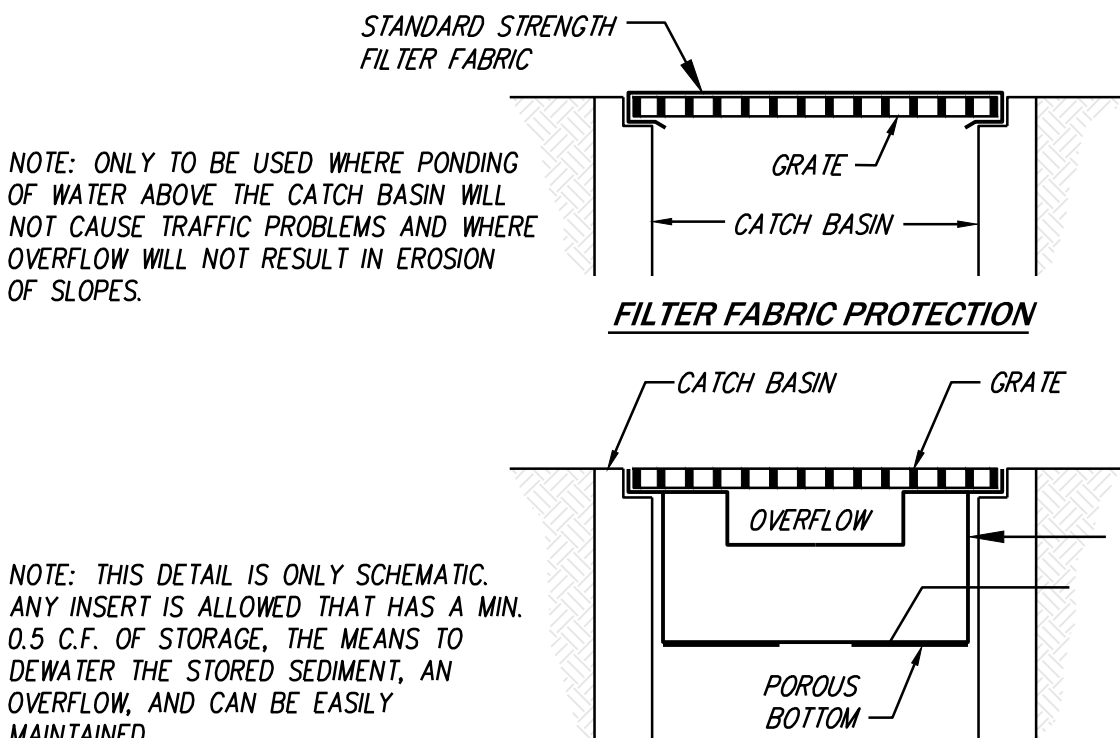 STANDARD STRENGTH
FILTER FABRIC
NOTE: ONLY TO BE USED WHERE PONDING
OF WATER ABOVE THE CATCH BASIN WILL
NOT CAUSE TRAFFIC PROBLEMS AND WHERE
OVERFLOW WILL NOT RESULT IN EROSION
OF SLOPES.
GRATE
CATCH BASIN
FILTER FABRIC PROTECTION
CATCH BASIN
GRATE
OVERFLOW
NOTE: THIS DETAIL IS ONLY SCHEMATIC.
ANY INSERT IS ALLOWED THAT HAS A MIN.
0.5 C.F. OF STORAGE, THE MEANS TO
DEWATER THE STORED SEDIMENT, AN
OVERFLOW, AND CAN BE EASILY
MAINTAINED
POROUS
BOTTOM